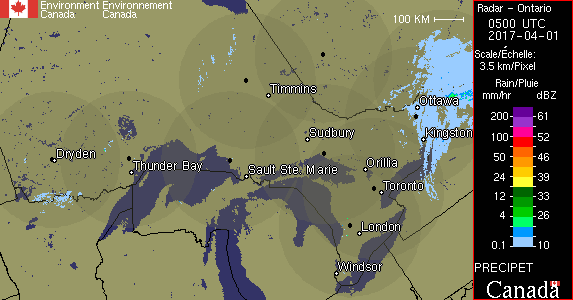 Environment Environnement
Canada Canada
100 KM
Timmins
Ottawa
Sudbury
Kingston
Dryden
Thunder Bay
Sault Ste. Marie
Orillia
Toronto
London
Windsor
Radar - Ontario
0500 UTC
2017-04-01
Scale/Échelle:
3.5 km/Pixel
Rain/Pluie
mm/hr dBZ
200 61
100 52
50 46
24 39
12 33
4 26
0.1 10
PRECIPET
Canada